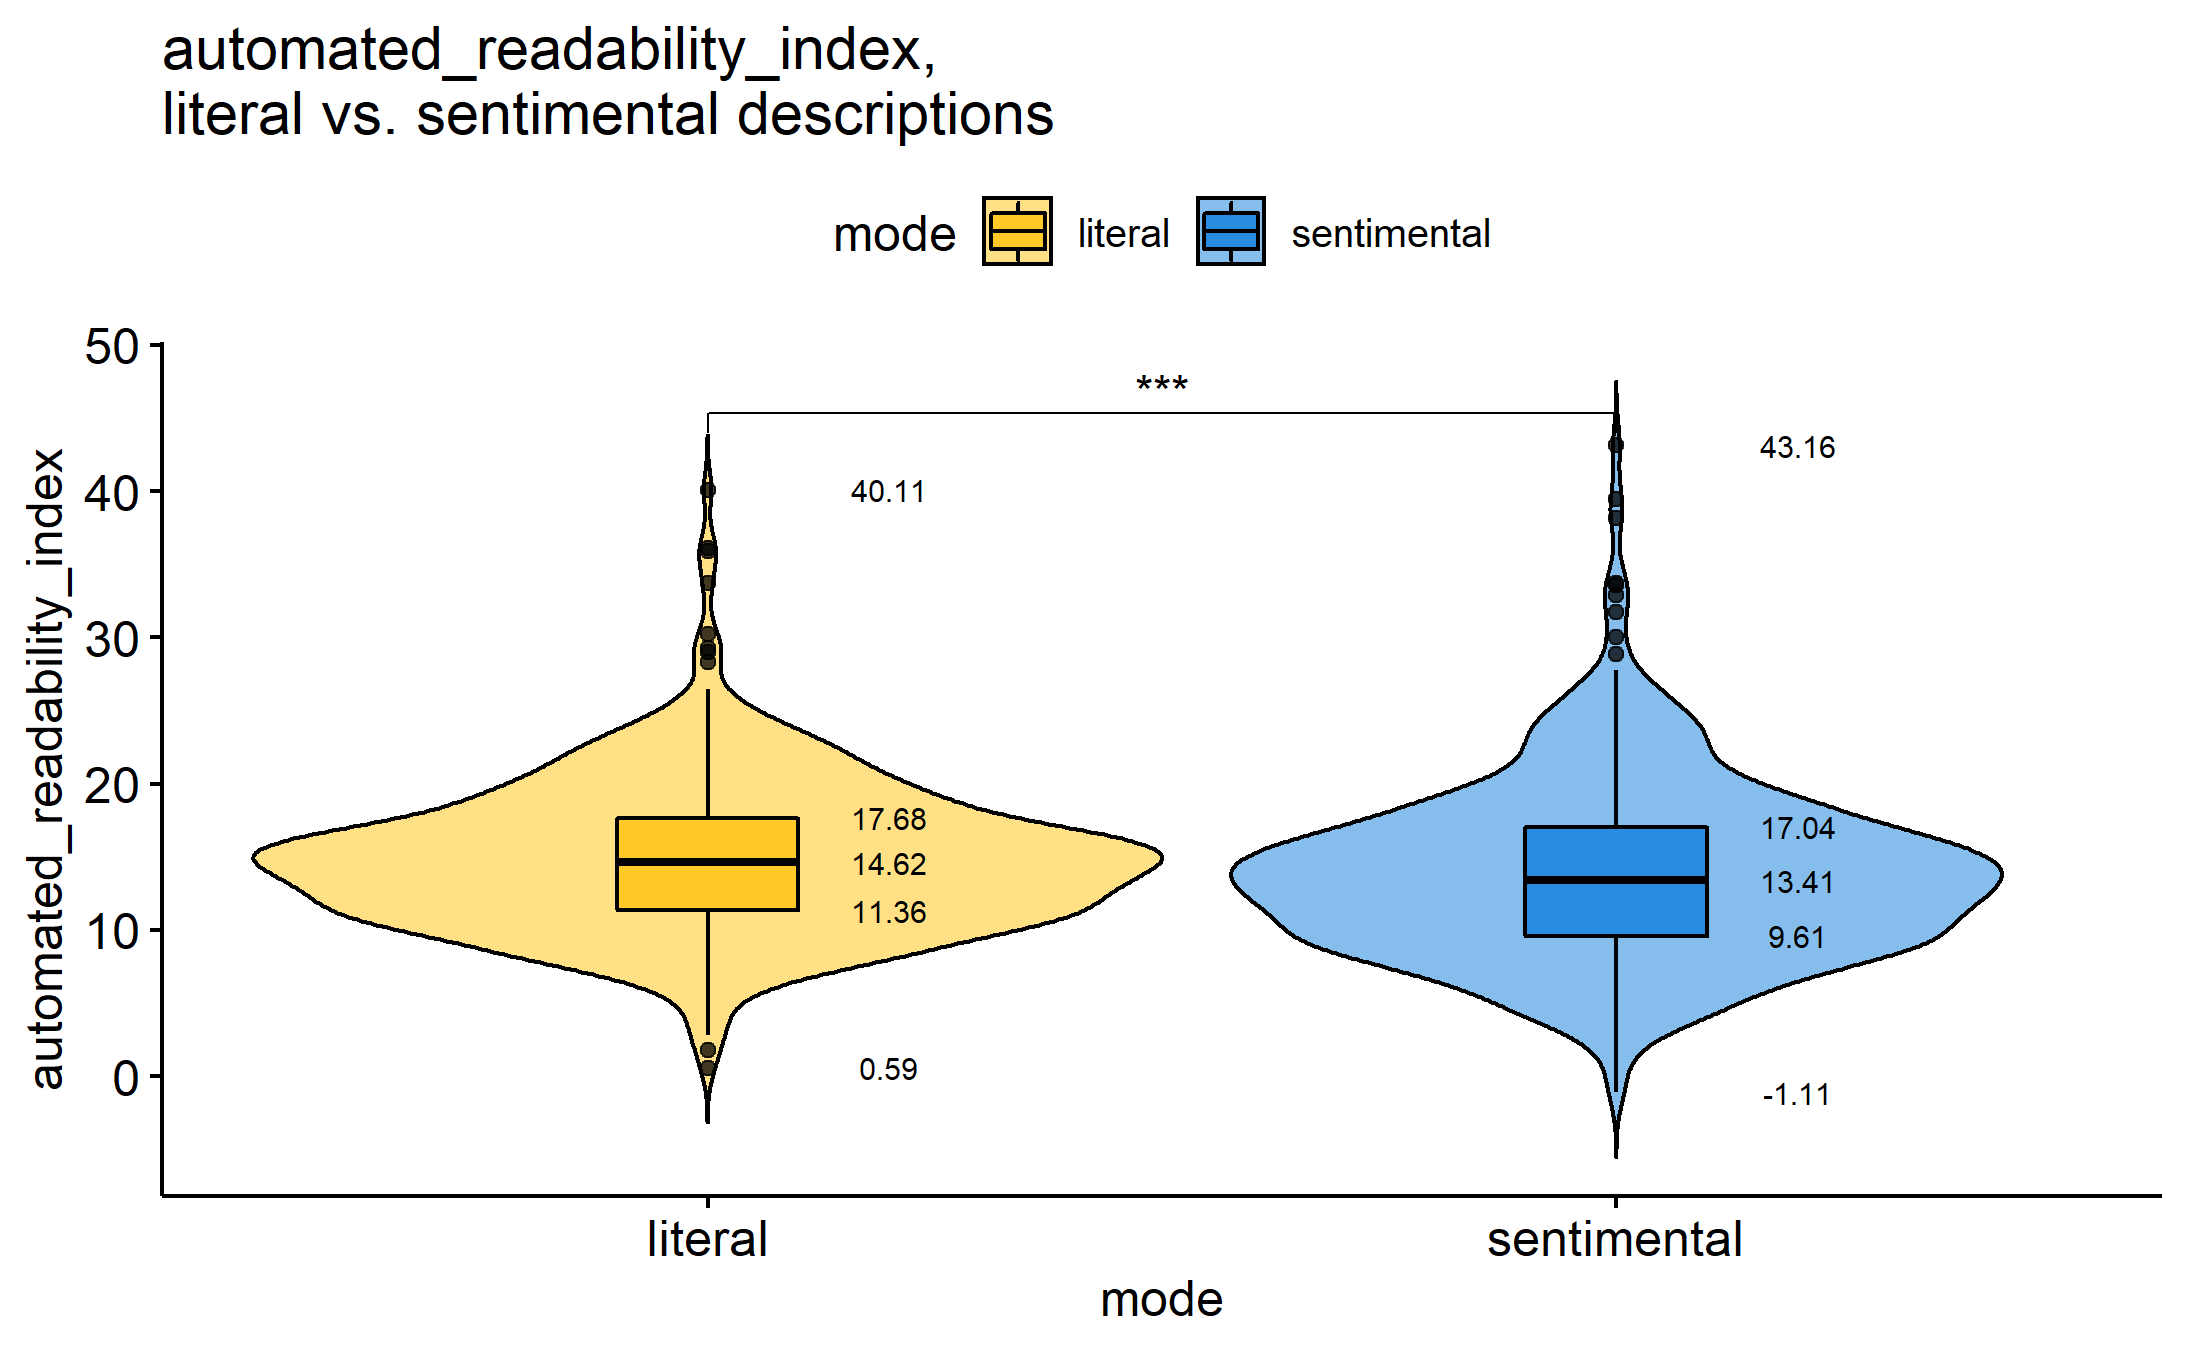 automated_readability_index,
literal vs. sentimental descriptions
mode literal sentimental
automated_readability_index
50
40
30
20
10
0
***
40.11
17.68
14.62
11.36
0.59
43.16
17.04
13.41
9.61
-1.11
literal sentimental
mode